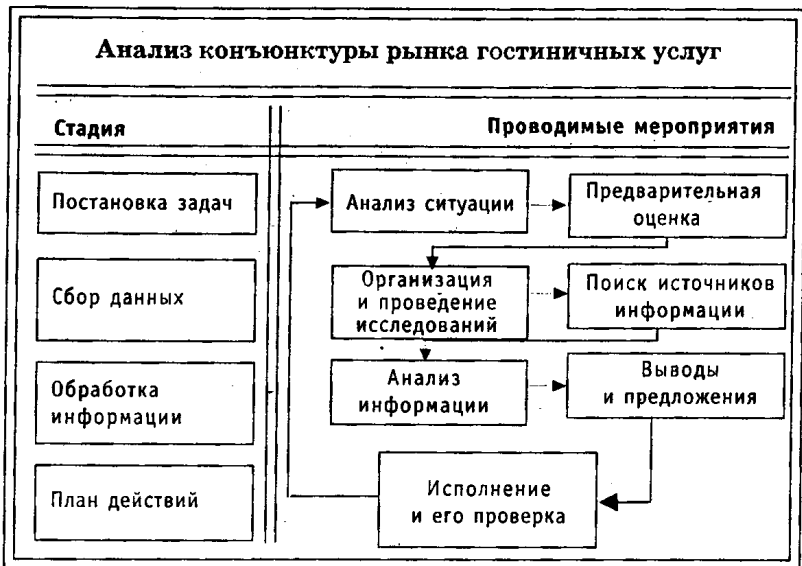 Анализ конъюнктуры рынка гостиничных услуг
Стадия
Проводимые мероприятия
Постановка задач
Анализ ситуации
Предварительная
оценка
Сбор данных
Организация
и проведение
исследований
Поиск источников
информации
Обработка
информации
Анализ
информации
Выводы
и предложения
План действий
Исполнение
и его проверка